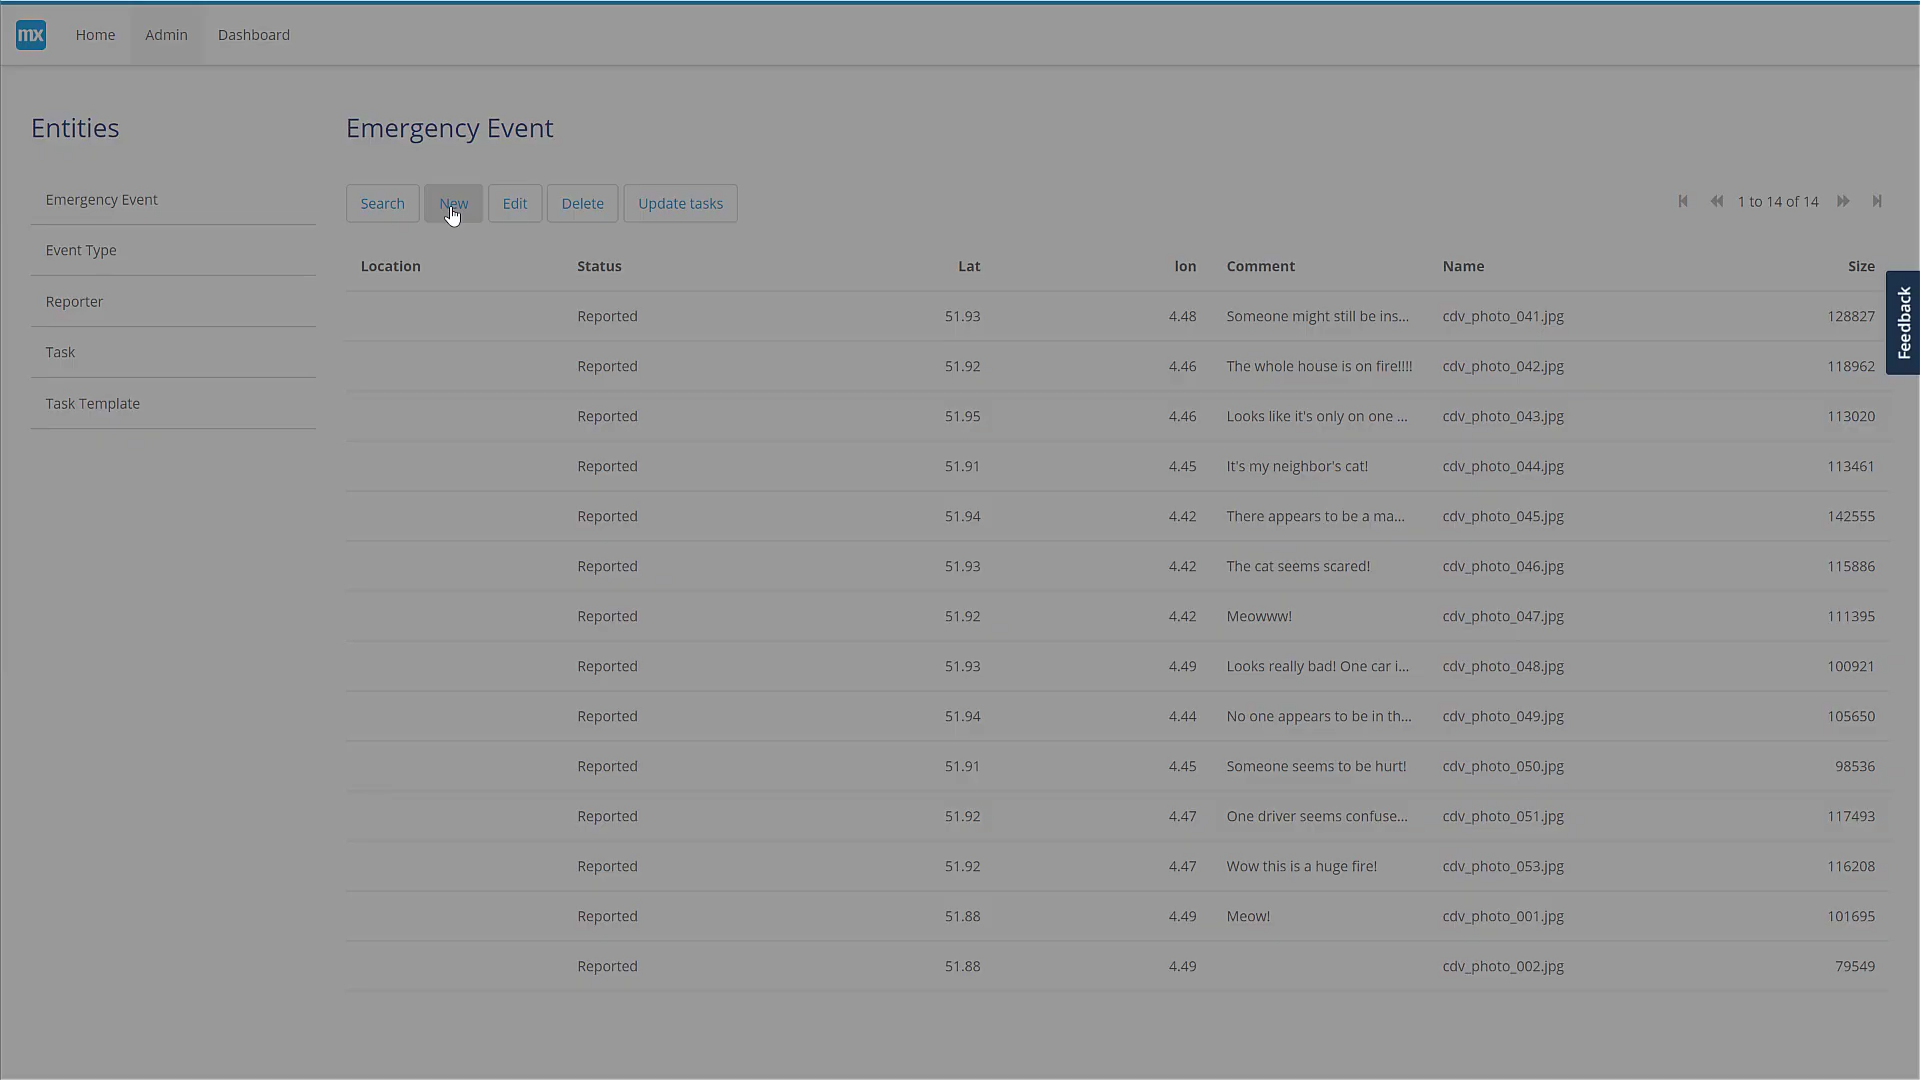 mx Home Admin Dashboard
Entities
Emergency Event
Event Type
Reporter
Task
Task Template
Emergency Event
Search New Edit Delete Update tasks 1 to 14 of 14
Location Status Lat lon Comment Name Size
Reported 51.93 4.48 Someone might still be ins... cdv_photo_041.jpg 128827
Reported 51.92 4.46 The whole house is on fire!!!! cdv_photo_042.jpg 118962
Reported 51.95 4.46 Looks like it's only on one ... cdv_photo_043.jpg 113020
Reported 51.91 4.45 It's my neighbor's cat! cdv_photo_044.jpg 113461
Reported 51.94 4.42 There appears to be a ma... cdv_photo_045.jpg 142555
Reported 51.93 4.42 The cat seems scared! cdv_photo_046.jpg 115886
Reported 51.92 4.42 Meowww! cdv_photo_047.jpg 111395
Reported 51.93 4.49 Looks really bad! One car i... cdv_photo_048.jpg 100921
Reported 51.94 4.44 No one appears to be in th... cdv_photo_049.jpg 105650
Reported 51.91 4.45 Someone seems to be hurt! cdv_photo_050.jpg 98536
Reported 51.92 4.47 One driver seems confuse... cdv_photo_051.jpg 117493
Reported 51.92 4.47 Wow this is a huge fire! cdv_photo_053.jpg 116208
Reported 51.88 4.49 Meow! cdv_photo_001.jpg 101695
Reported 51.88 4.49 cdv_photo_002.jpg 79549
Feedback